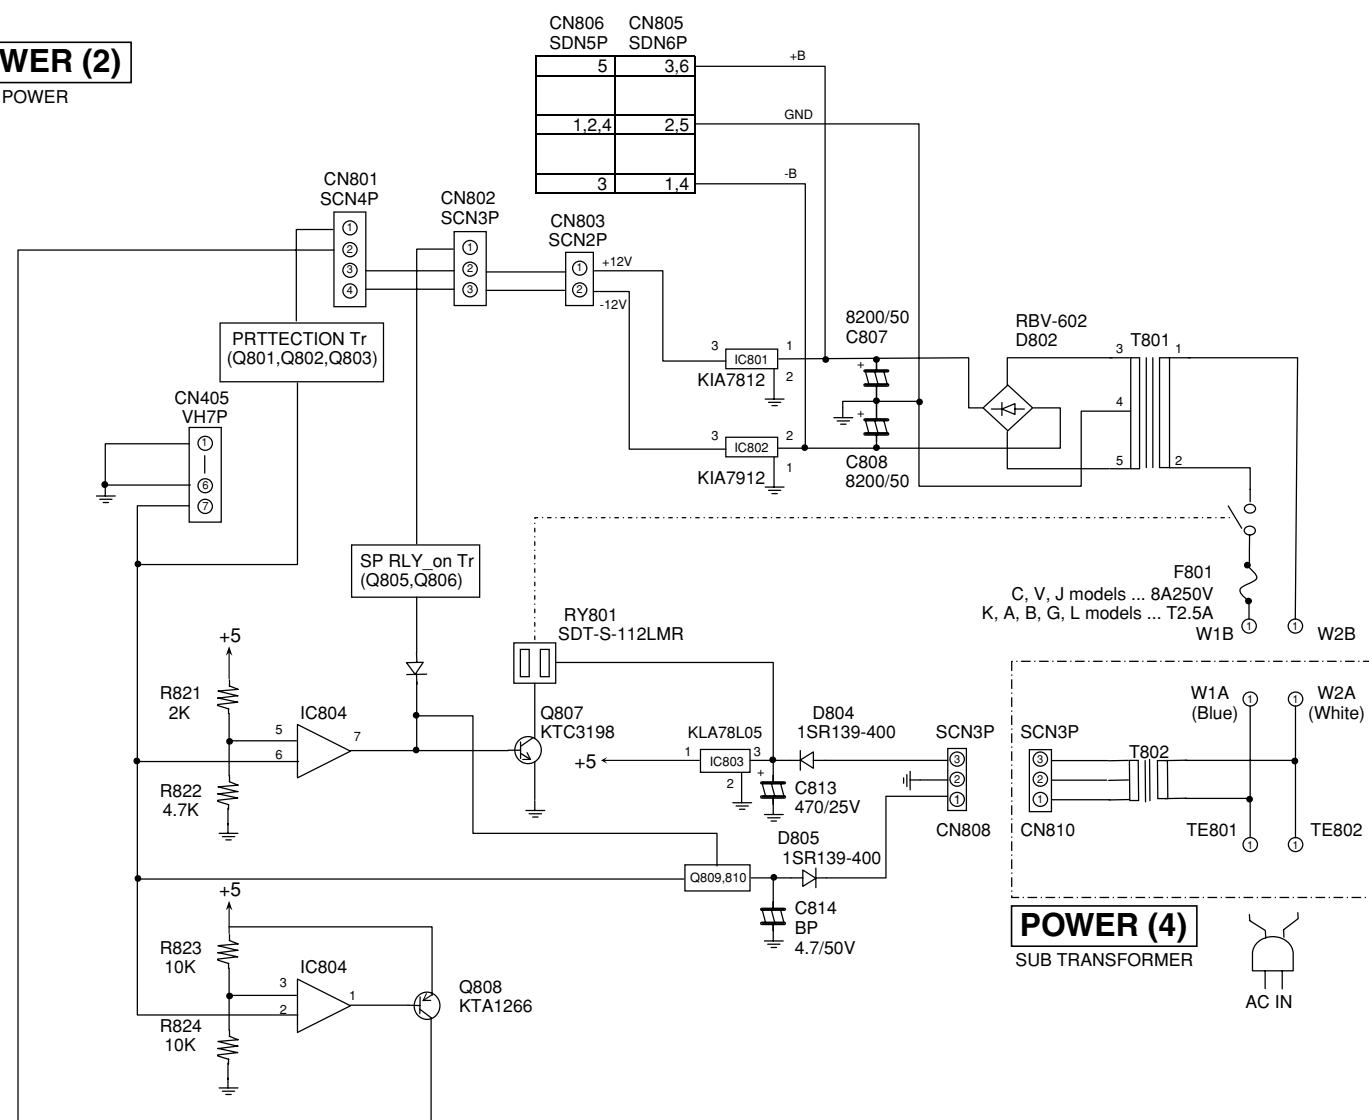 CN806 CN805
SDN5P SDN6P
WER (2)
POWER
5 3,6 +B
1,2,4 2,5 GND
3 1,4 -B
CN801
SCN4P
1
2
3
4
CN802
SCN3P
1
2
3
CN803
SCN2P
1 +12V
2 -12V
PRTTECTION Tr
(Q801,Q802,Q803)
8200/50
C807
+
RBV-602
D802
T801
3 1
4
5 2
3 IC801 1
2
KIA7812
3 IC802 2
1
KIA7912
+
C808
8200/50
CN405
VH7P
1
6
7
SP RLY_on Tr
(Q805,Q806)
F801
C, V, J models ... 8A250V
K, A, B, G, L models ... T2.5A
W1B 1 1 W2B
RY801
SDT-S-112LMR
+5
R821
2K
IC804
5
6
7
R822
4.7K
Q807
KTC3198
KLA78L05
+5 1 IC803 3
2
D804
1SR139-400
+
C813
470/25V
SCN3P
3
2
1
CN808
SCN3P
3
2
1
CN810
T802
W1A
(Blue)
1
W2A
(White)
1
TE801 1 1 TE802
D805
1SR139-400
Q809,810
C814
BP
4.7/50V
POWER (4)
SUB TRANSFORMER
AC IN
+5
R823
10K
IC804
3
2
1
R824
10K
Q808
KTA1266